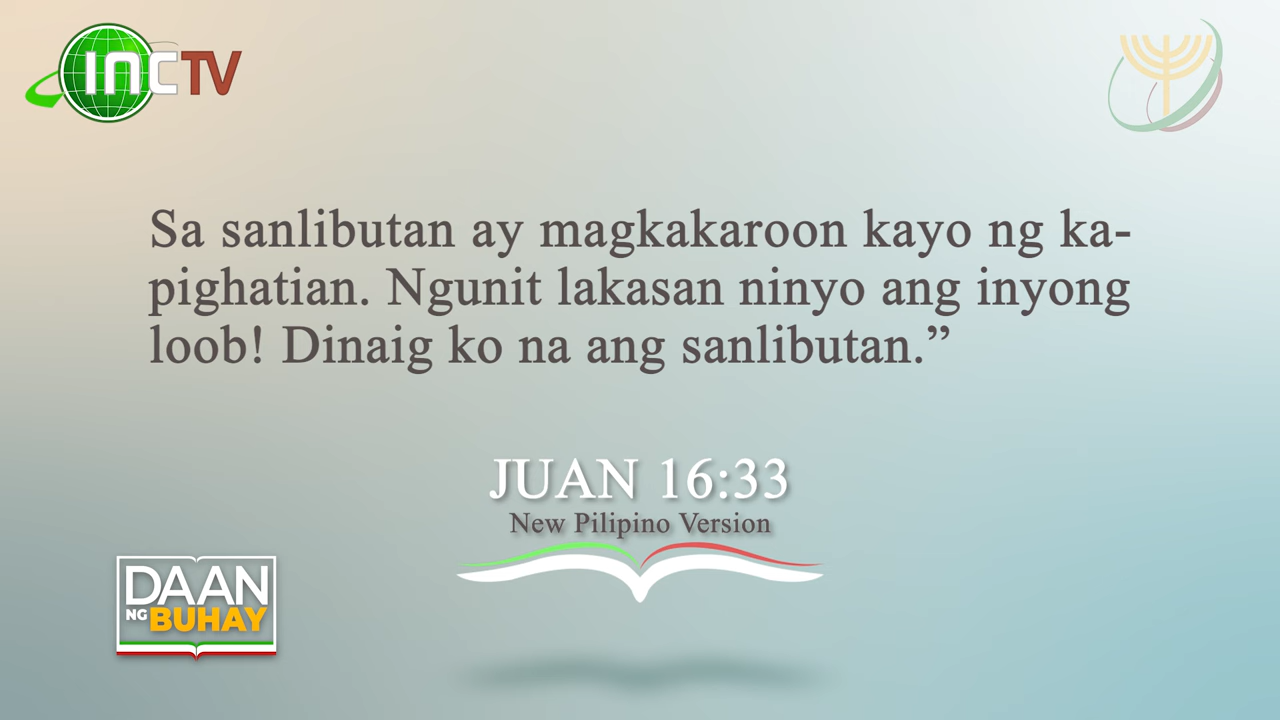 INCTV
Sa sanlibutan ay magkakaroon kayo ng ka-
pighatian. Ngunit lakasan ninyo ang inyong
loob! Dinaig ko na ang sanlibutan.”
JUAN 16:33
New Pilipino Version
DAAN
NG BUHAY